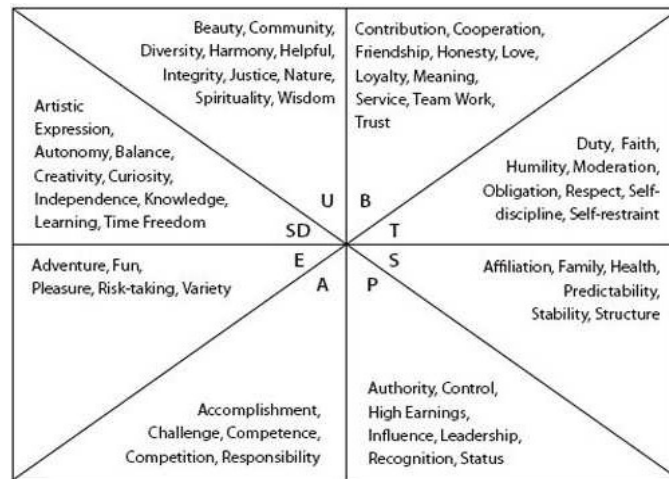 Beauty, Community,
Diversity, Harmony, Helpful,
Integrity, Justice, Nature,
Spirituality, Wisdom
Contribution, Cooperation,
Friendship, Honesty, Love,
Loyalty, Meaning,
Service, Team Work,
Trust
Artistic
Expression,
Autonomy, Balance,
Creativity, Curiosity,
Independence, Knowledge,
Learning, Time Freedom
Duty, Faith,
Humility, Moderation,
Obligation, Respect, Self-
discipline, Self-restraint
U B
SD T
E S
A P
Adventure, Fun,
Pleasure, Risk-taking, Variety
Affiliation, Family, Health,
Predictability,
Stability, Structure
Accomplishment,
Challenge, Competence,
Competition, Responsibility
Authority, Control,
High Earnings,
Influence, Leadership,
Recognition, Status